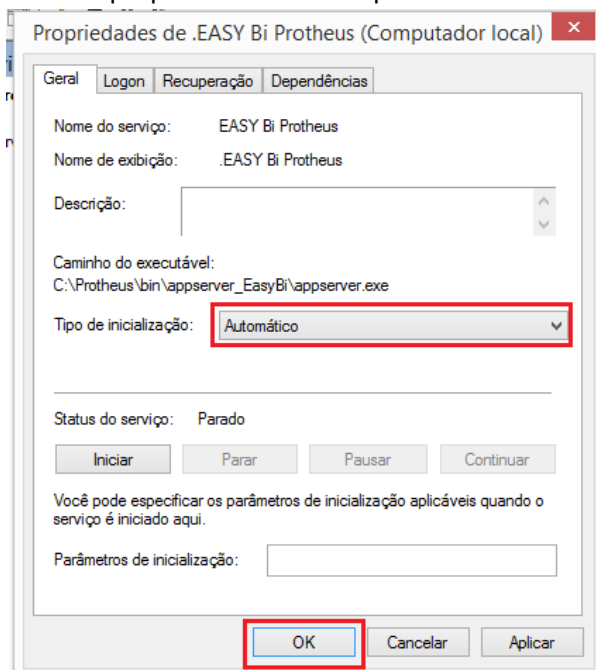 Propriedades de .EASY Bi Protheus (Computador local)
Geral Logon Recuperação Dependências
Nome do serviço: EASY Bi Protheus
Nome de exibição: .EASY Bi Protheus
Descrição:
Caminho do executável:
C:\Protheus\bin\appserver_EasyBi\appserver.exe
Tipo de inicialização: Automático
Status do serviço: Parado
Iniciar Parar Pausar Continuar
Você pode especificar os parâmetros de inicialização aplicáveis quando o
serviço é iniciado aqui.
Parâmetros de inicialização:
OK Cancelar Aplicar